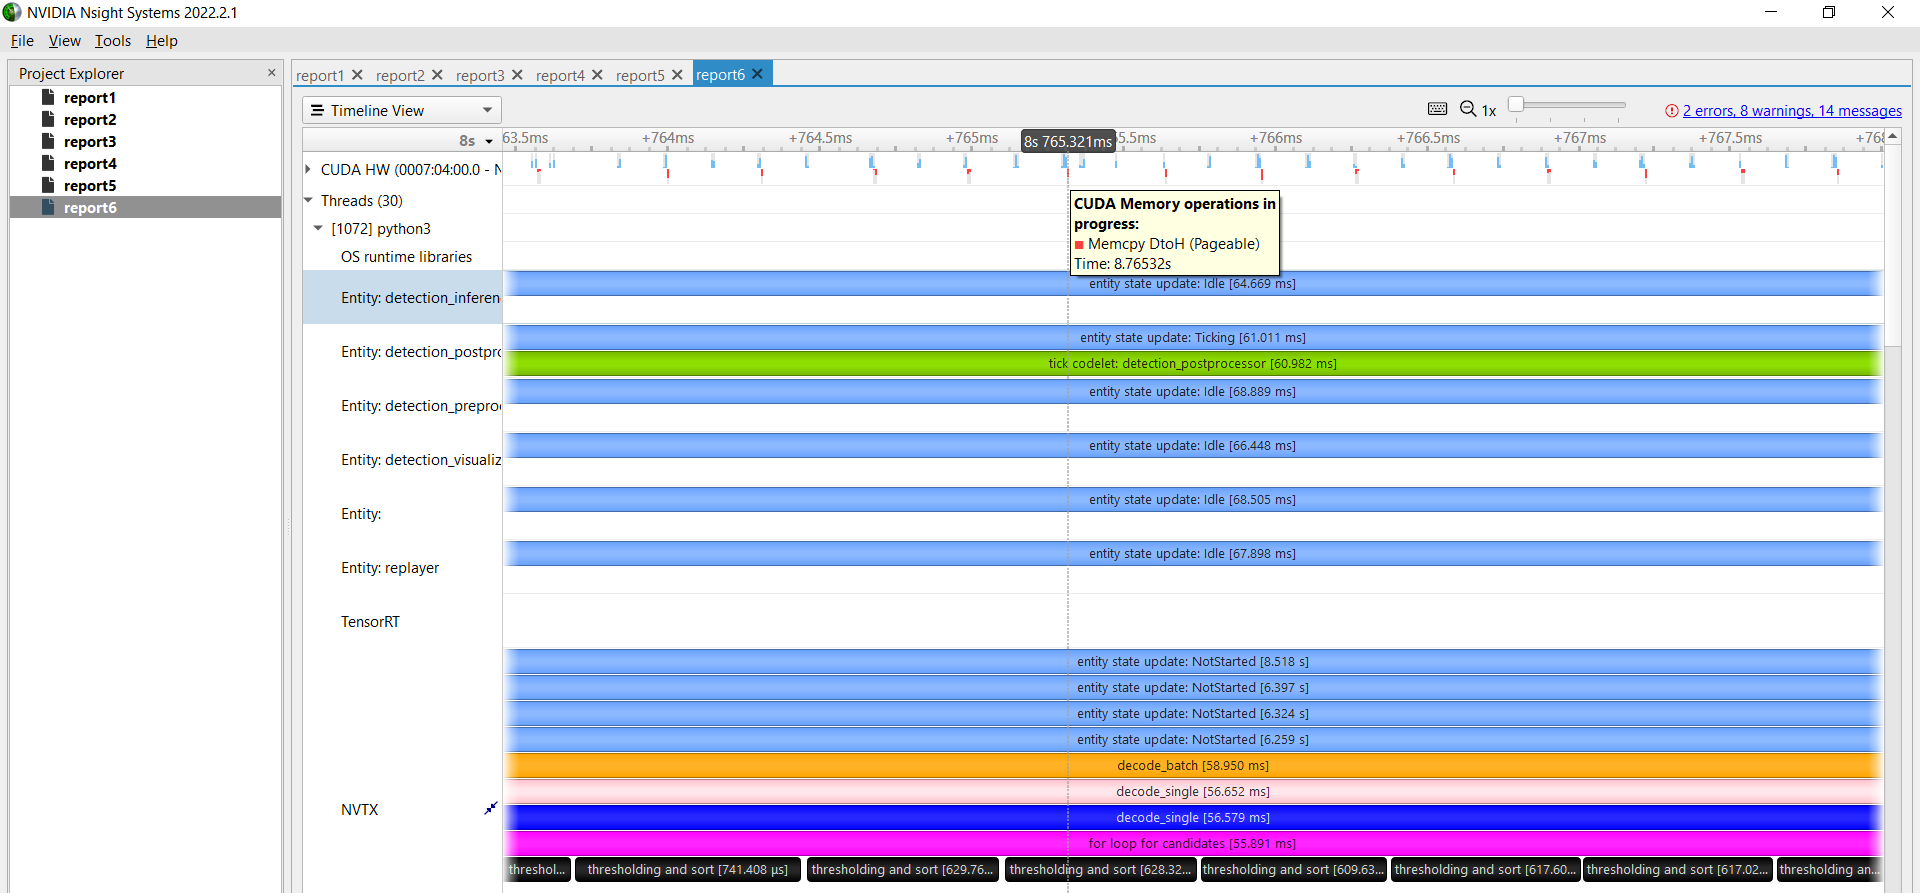 NVIDIA Nsight Systems 2022.2.1
File View Tools Help
Project Explorer
report1
report2
report3
report4
report5
report6
report1 report2 report3 report4 report5 report6
Timeline View
1x
2 errors, 8 warnings, 14 messages
8s
63.5ms +764ms +764.5ms +765ms 8s 765.321ms 5.5ms +766ms +766.5ms +767ms +767.5ms +768
CUDA HW (0007:04:00.0 - N
Threads (30)
[1072] python3
OS runtime libraries
CUDA Memory operations in
progress:
Memcpy DtoH (Pageable)
Time: 8.76532s
Entity: detection_inferen
entity state update: Idle [64.669 ms]
Entity: detection_postpro
entity state update: Ticking [61.011 ms]
tick codelet: detection_postprocessor [60.982 ms]
Entity: detection_prepro
entity state update: Idle [68.889 ms]
Entity: detection_visualiz
entity state update: Idle [66.448 ms]
Entity:
entity state update: Idle [68.505 ms]
Entity: replayer
entity state update: Idle [67.898 ms]
TensorRT
NVTX
entity state update: NotStarted [8.518 s]
entity state update: NotStarted [6.397 s]
entity state update: NotStarted [6.324 s]
entity state update: NotStarted [6.259 s]
decode_batch [58.950 ms]
decode_single [56.652 ms]
decode_single [56.579 ms]
for loop for candidates [55.891 ms]
threshol... thresholding and sort [741.408 μs] thresholding and sort [629.76... thresholding and sort [628.32... thresholding and sort [609.63... thresholding and sort [617.60... thresholding and sort [617.02... thresholding an...